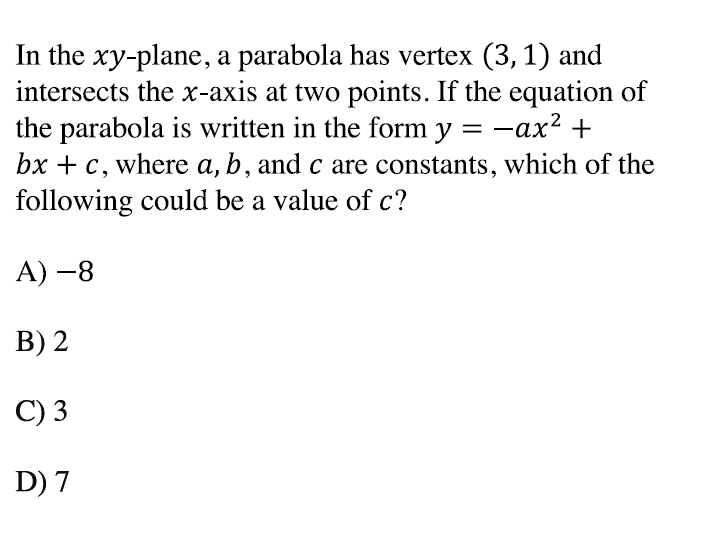 In the xy-plane, a parabola has vertex (3, 1) and
intersects the x-axis at two points. If the equation of
the parabola is written in the form y = −ax² +
bx + c, where a, b, and c are constants, which of the
following could be a value of c?
A) −8
B) 2
C) 3
D) 7